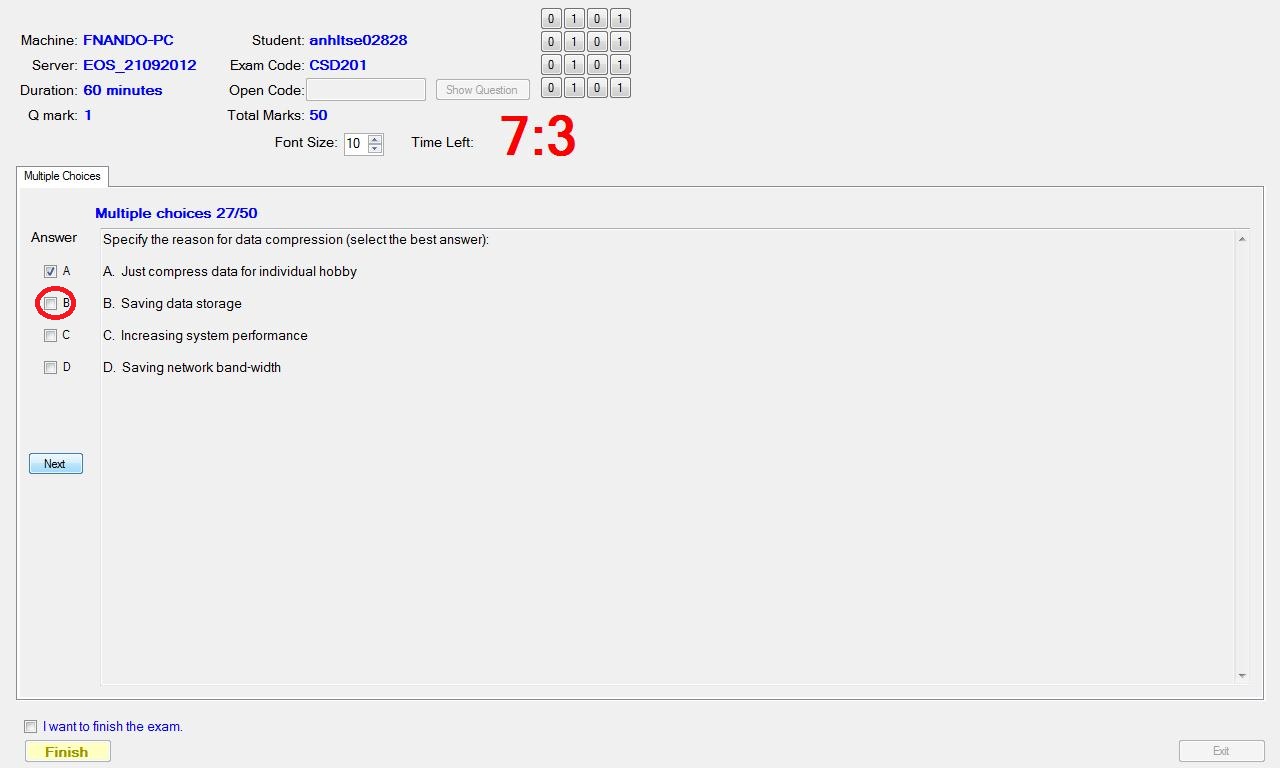 0 1 0 1
Machine: FNANDO-PC Student: anhltse02828
0 1 0 1
Server: EOS_21092012 Exam Code: CSD201
0 1 0 1
Duration: 60 minutes Open Code: Show Question
0 1 0 1
Q mark: 1 Total Marks: 50
Font Size: 10 Time Left: 7:3
Multiple Choices
Multiple choices 27/50
Answer
Specify the reason for data compression (select the best answer):
A A. Just compress data for individual hobby
B B. Saving data storage
C C. Increasing system performance
D D. Saving network band-width
Next
I want to finish the exam.
Finish
Exit